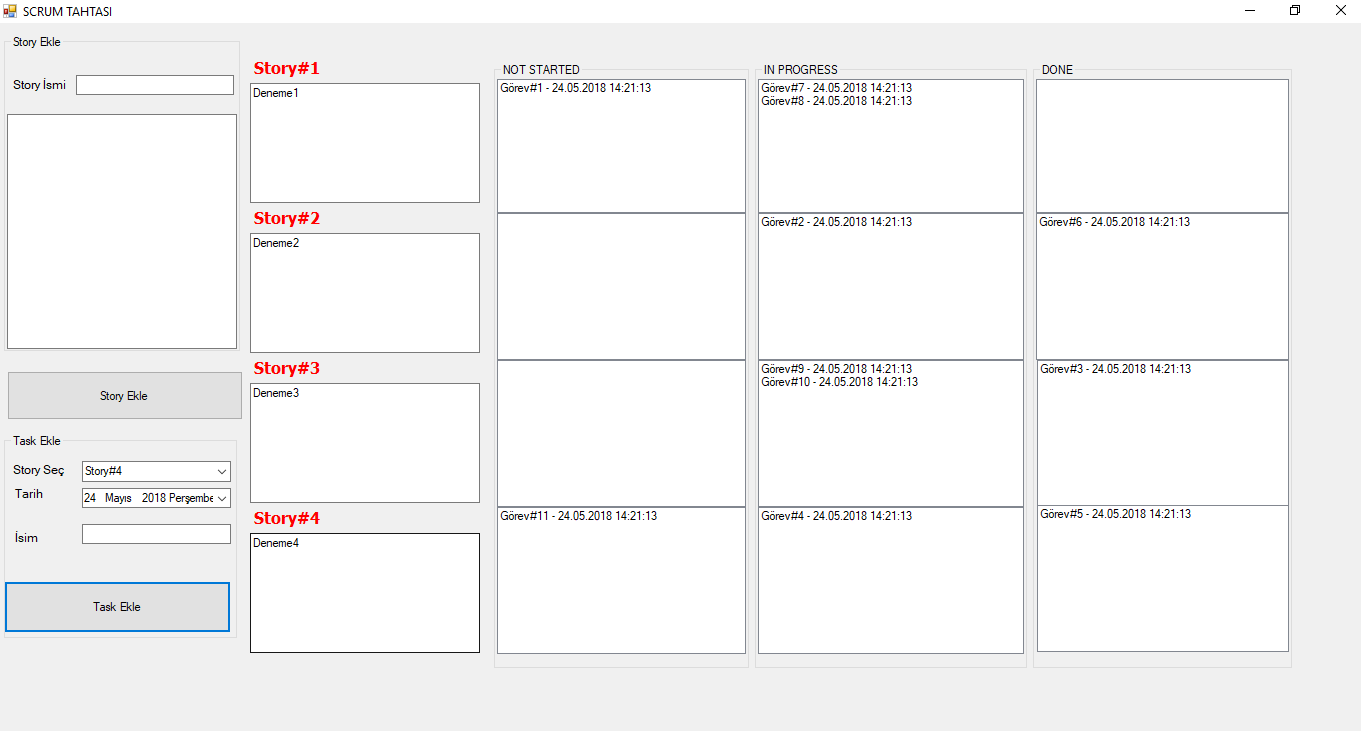 SCRUM TAHTASI
Story Ekle
Story İsmi
Story Ekle
Task Ekle
Story Seç
Story#4
Tarih
24 Mayıs 2018 Perşembe
İsim
Task Ekle
Story#1
Deneme1
Story#2
Deneme2
Story#3
Deneme3
Story#4
Deneme4
NOT STARTED
Görev#1 - 24.05.2018 14:21:13
Görev#11 - 24.05.2018 14:21:13
IN PROGRESS
Görev#7 - 24.05.2018 14:21:13
Görev#8 - 24.05.2018 14:21:13
Görev#2 - 24.05.2018 14:21:13
Görev#9 - 24.05.2018 14:21:13
Görev#10 - 24.05.2018 14:21:13
Görev#4 - 24.05.2018 14:21:13
DONE
Görev#6 - 24.05.2018 14:21:13
Görev#3 - 24.05.2018 14:21:13
Görev#5 - 24.05.2018 14:21:13